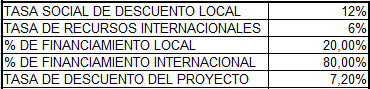 TASA SOCIAL DE DESCUENTO LOCAL 12%
TASA DE RECURSOS INTERNACIONALES 6%
% DE FINANCIAMIENTO LOCAL 20,00%
% DE FINANCIAMIENTO INTERNACIONAL 80,00%
TASA DE DESCUENTO DEL PROYECTO 7,20%